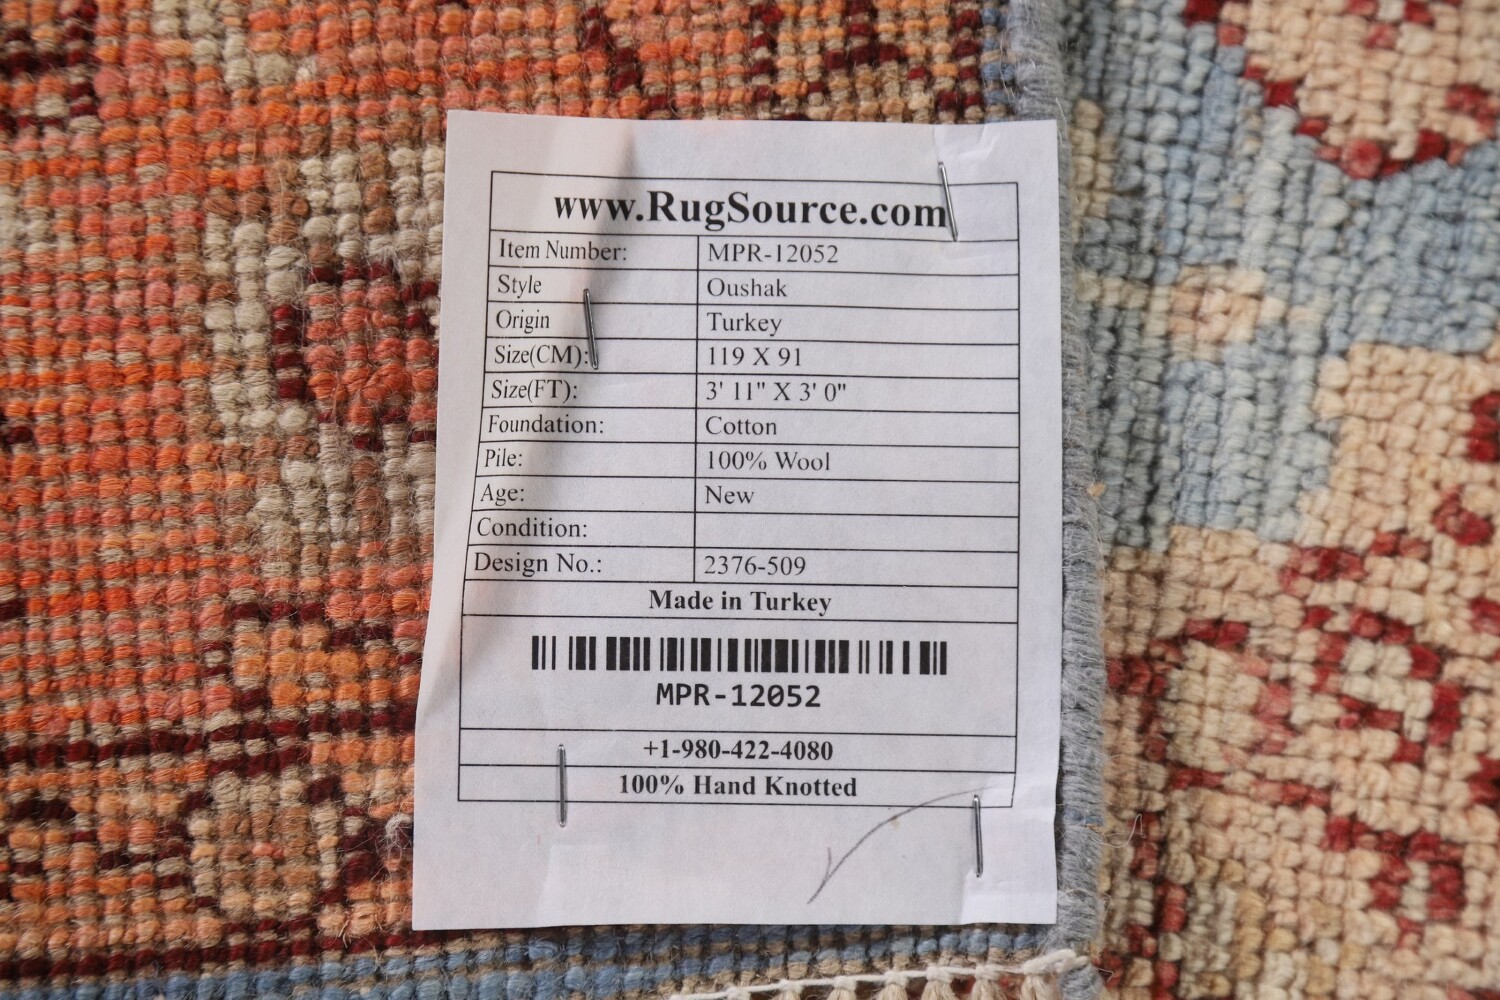 www.RugSource.com
Item Number: MPR-12052
Style Oushak
Origin Turkey
Size(CM): 119 X 91
Size(FT): 3' 11" X 3' 0"
Foundation: Cotton
Pile: 100% Wool
Age: New
Condition:
Design No.: 2376-509
Made in Turkey
MPR-12052
+1-980-422-4080
100% Hand Knotted